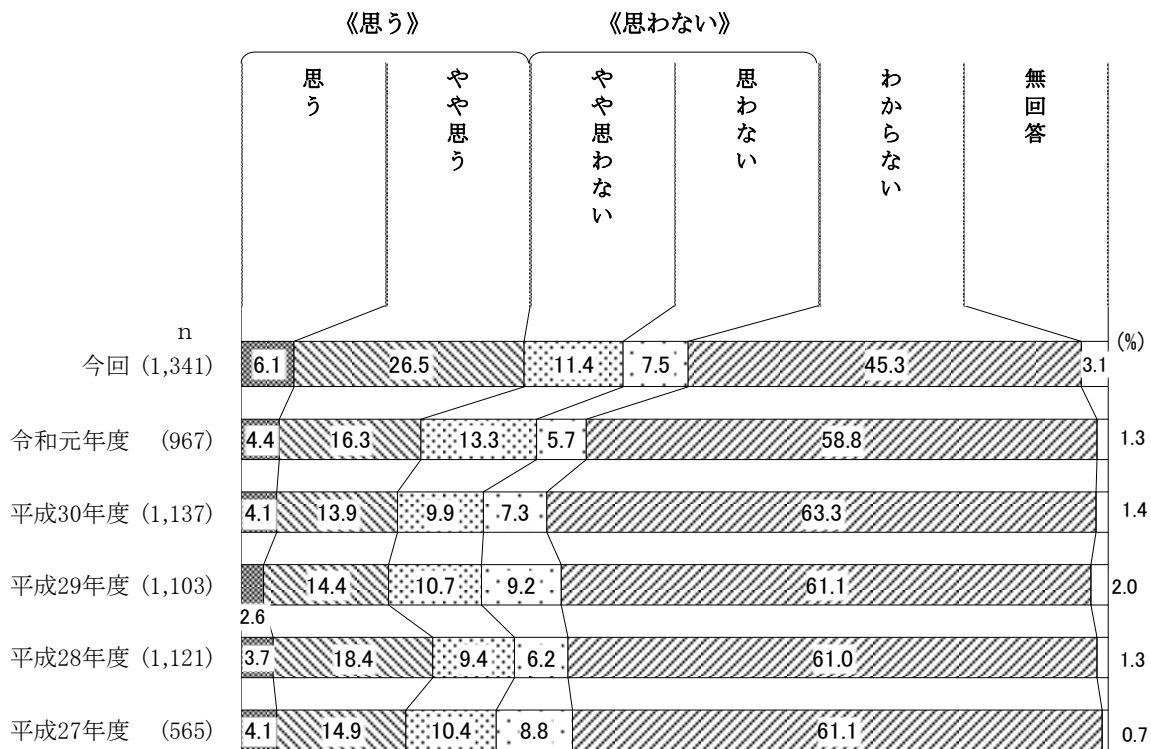 《思う》 《思わない》
思う やや思う やや思わない 思わない わからない 無回答
n
(%)
今回 (1,341) 6.1 26.5 11.4 7.5 45.3 3.1
令和元年度 (967) 4.4 16.3 13.3 5.7 58.8 1.3
平成30年度 (1,137) 4.1 13.9 9.9 7.3 63.3 1.4
平成29年度 (1,103) 2.6 14.4 10.7 9.2 61.1 2.0
平成28年度 (1,121) 3.7 18.4 9.4 6.2 61.0 1.3
平成27年度 (565) 4.1 14.9 10.4 8.8 61.1 0.7